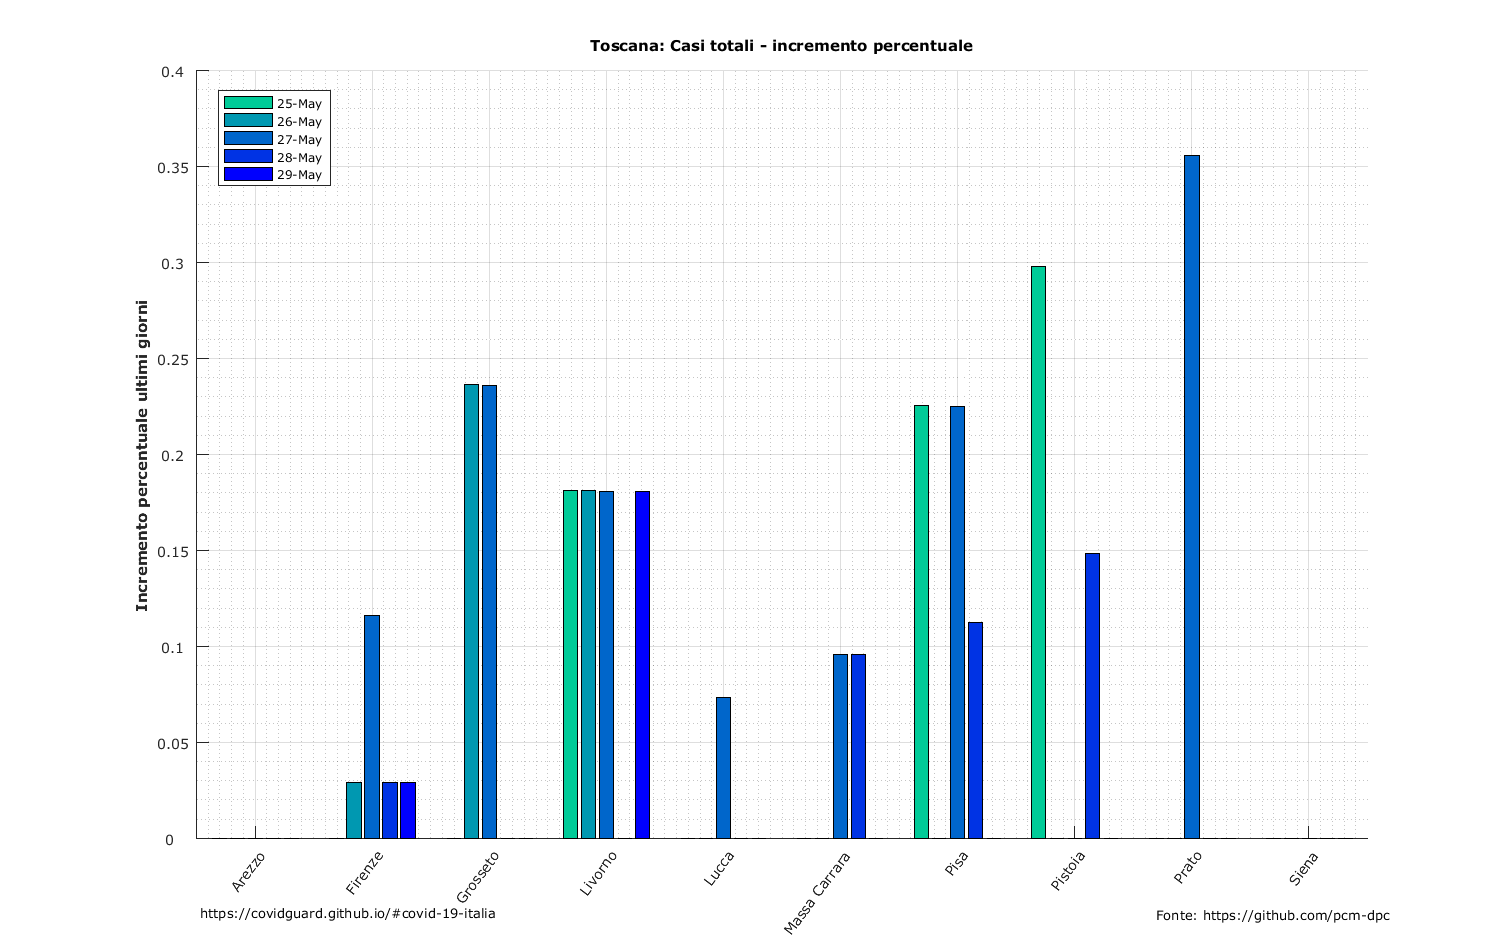 Toscana: Casi totali - incremento percentuale
0.4
0.35
0.3
0.25
0.2
0.15
0.1
0.05
0
Incremento percentuale ultimi giorni
25-May
26-May
27-May
28-May
29-May
Arezzo
Firenze
Grosseto
Livorno
Lucca
Massa Carrara
Pisa
Pistoia
Prato
Siena
https://covidguard.github.io/#covid-19-italia
Fonte: https://github.com/pcm-dpc